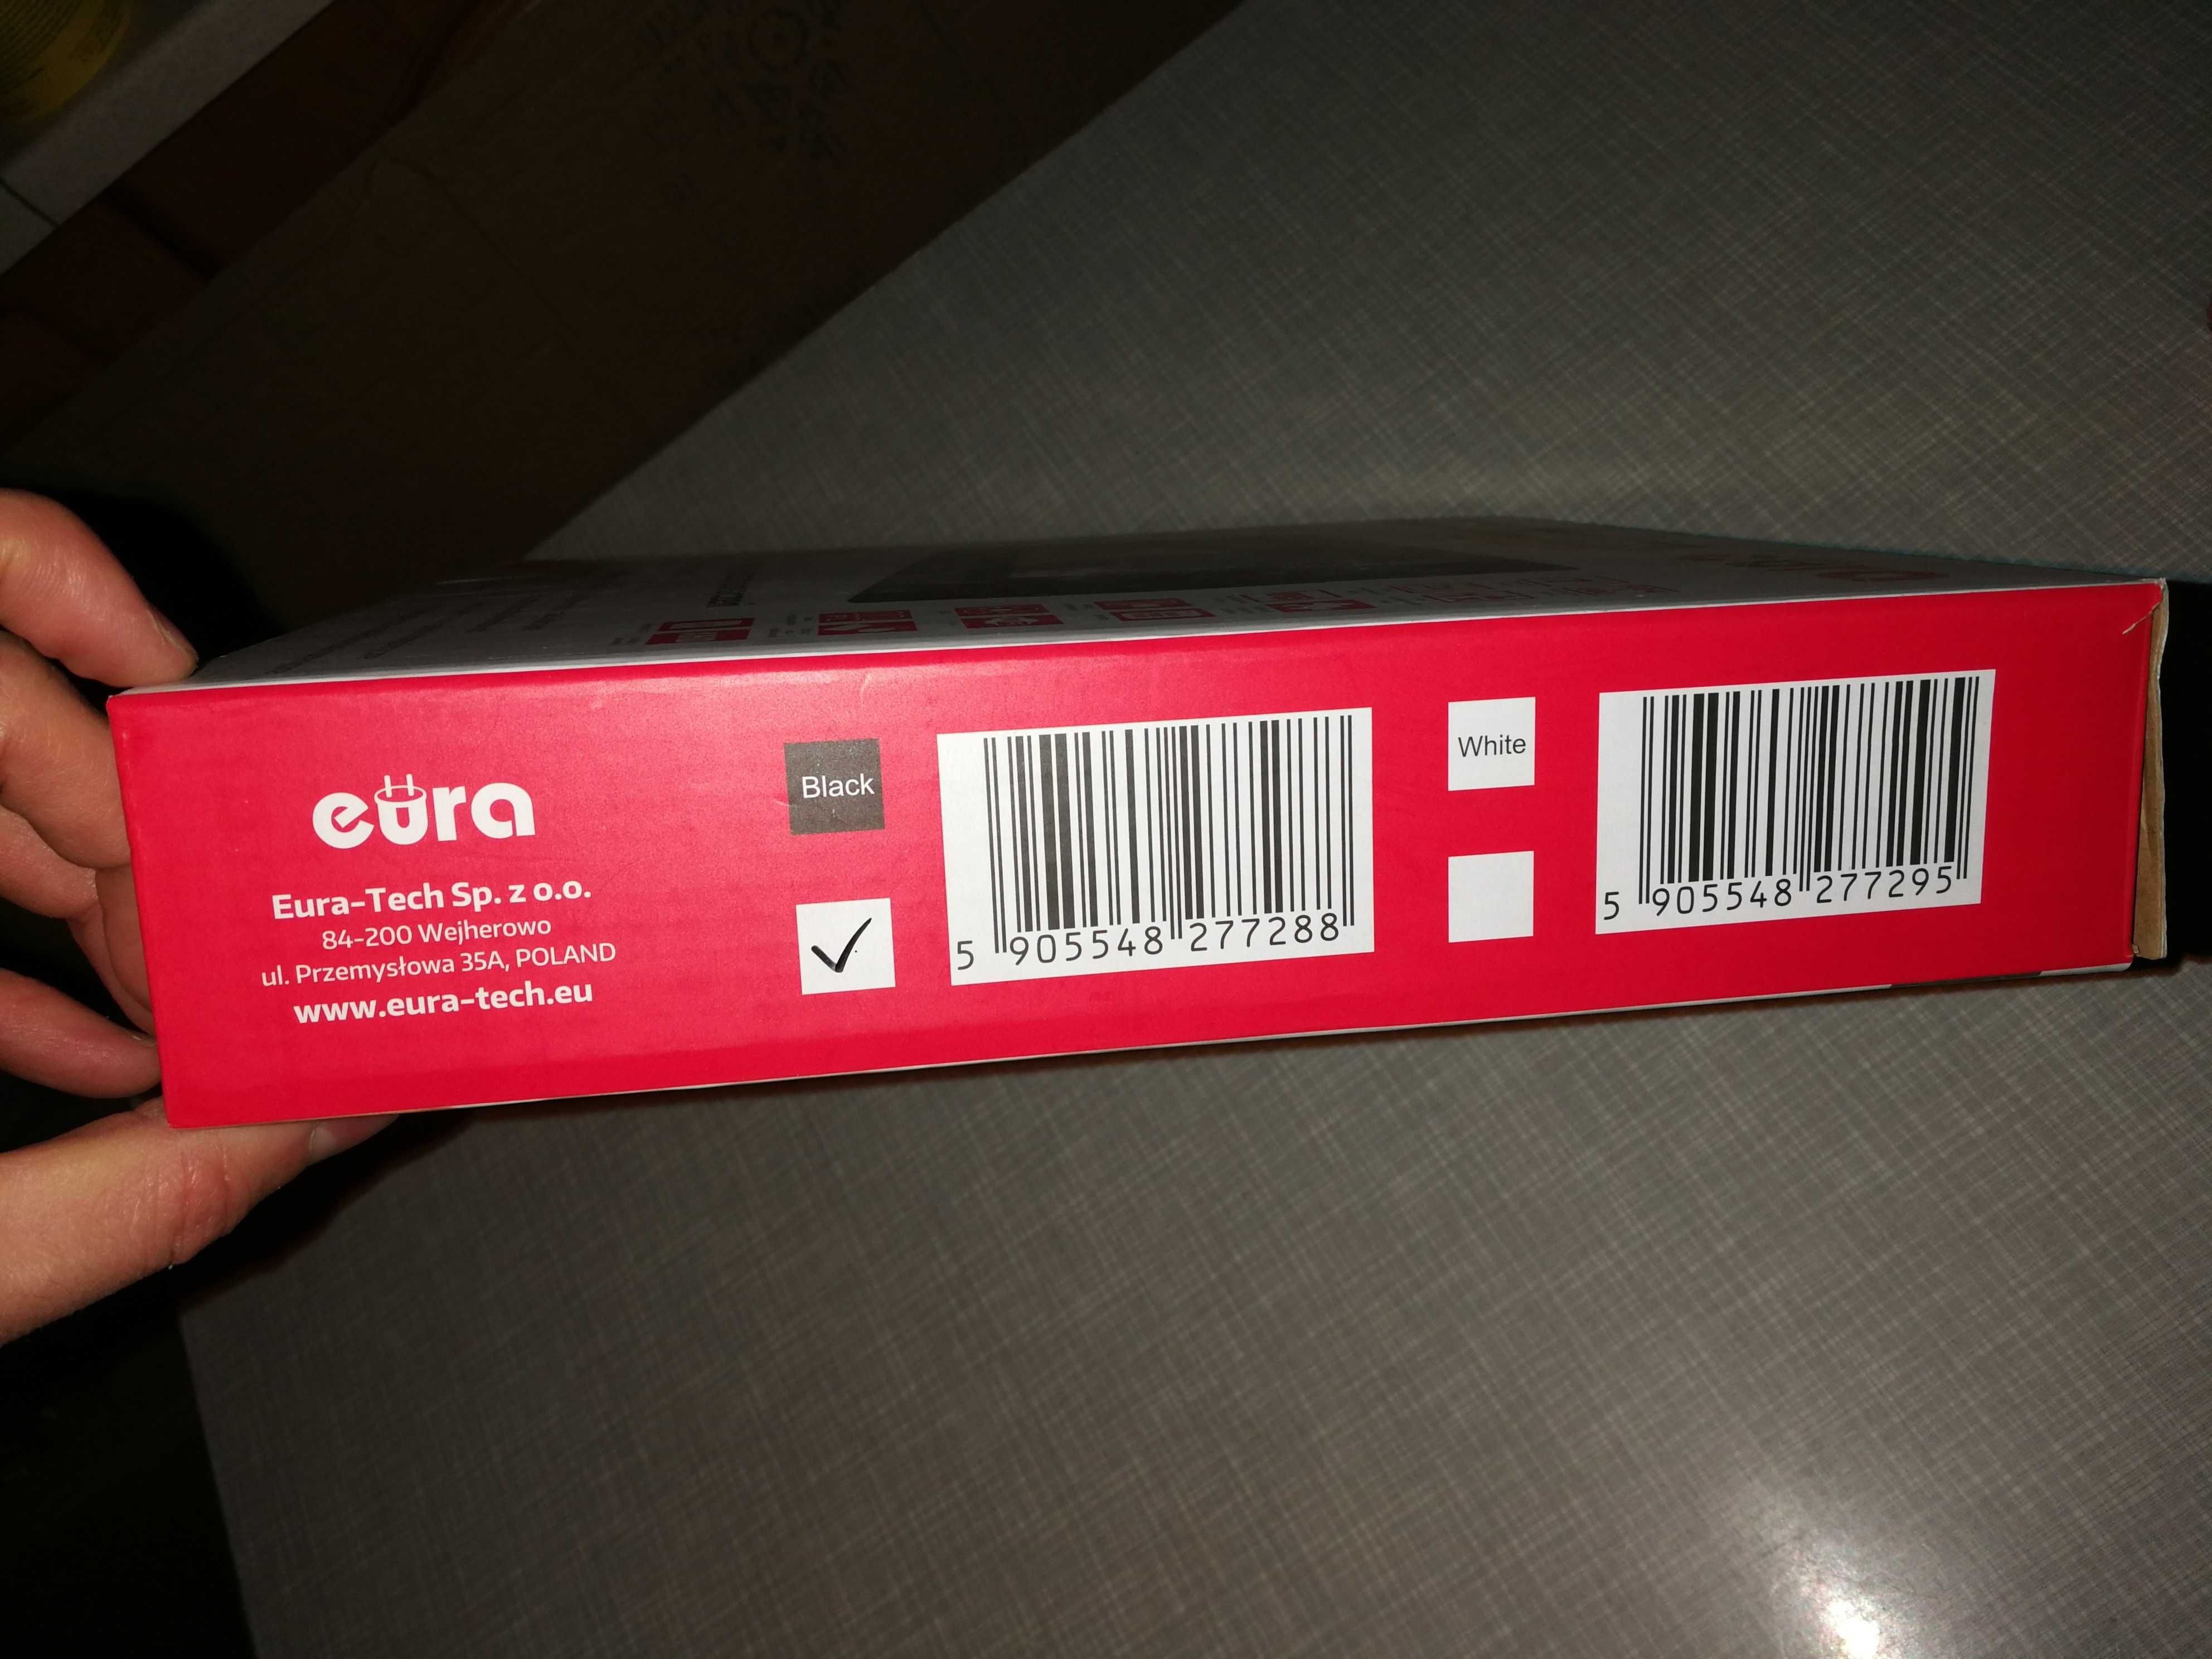 eura
Eura-Tech Sp. z o.o.
84-200 Wejherowo
ul. Przemysłowa 35A, POLAND
www.eura-tech.eu
Black
5 905548 277288
White
5 905548 277295